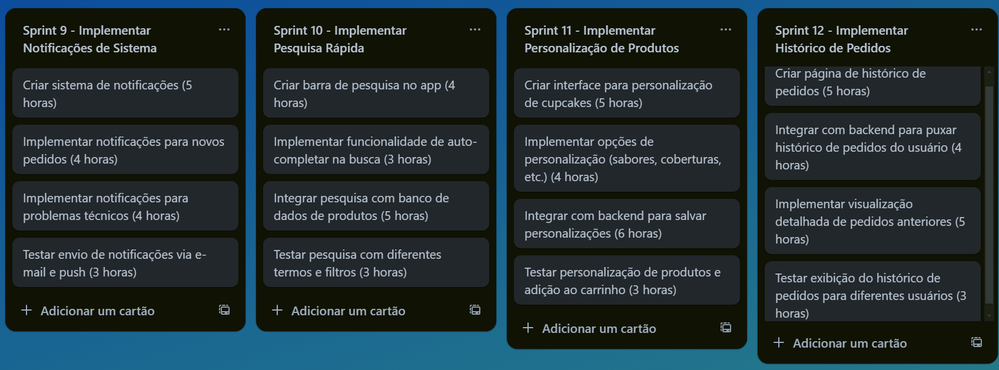 Sprint 9 - Implementar
Notificações de Sistema
Criar sistema de notificações (5
horas)
Implementar notificações para novos
pedidos (4 horas)
Implementar notificações para
problemas técnicos (4 horas)
Testar envio de notificações via e-
mail e push (3 horas)
Adicionar um cartão
Sprint 10 - Implementar
Pesquisa Rápida
Criar barra de pesquisa no app (4
horas)
Implementar funcionalidade de auto-
completar na busca (3 horas)
Integrar pesquisa com banco de
dados de produtos (5 horas)
Testar pesquisa com diferentes
termos e filtros (3 horas)
Adicionar um cartão
Sprint 11 - Implementar
Personalização de Produtos
Criar interface para personalização
de cupcakes (5 horas)
Implementar opções de
personalização (sabores, coberturas,
etc.) (4 horas)
Integrar com backend para salvar
personalizações (6 horas)
Testar personalização de produtos e
adição ao carrinho (3 horas)
Adicionar um cartão
Sprint 12 - Implementar
Histórico de Pedidos
Criar página de histórico de
pedidos (5 horas)
Integrar com backend para puxar
histórico de pedidos do usuário (4
horas)
Implementar visualização
detalhada de pedidos anteriores (5
horas)
Testar exibição do histórico de
pedidos para diferentes usuários (3
horas)
Adicionar um cartão